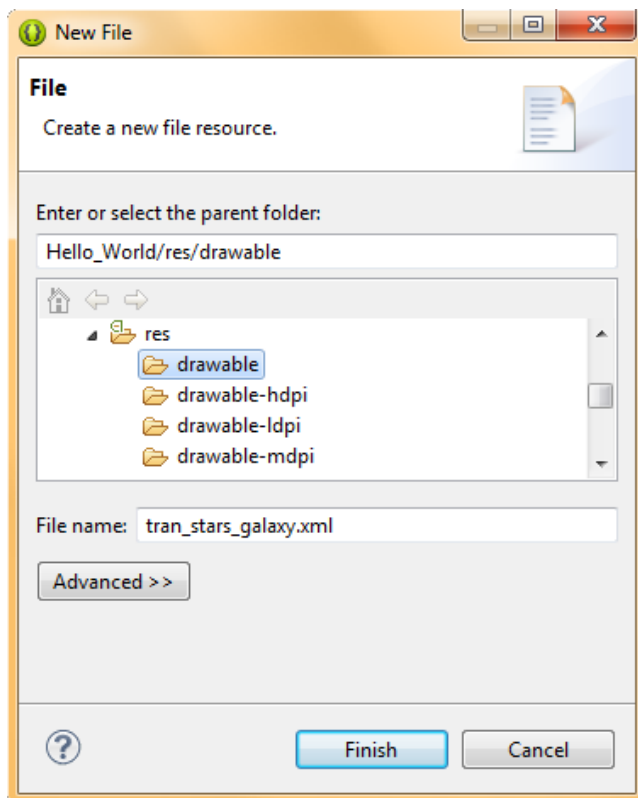 New File
File
Create a new file resource.
Enter or select the parent folder:
Hello_World/res/drawable
res
drawable
drawable-hdpi
drawable-ldpi
drawable-mdpi
File name: tran_stars_galaxy.xml
Advanced >>
? Finish Cancel